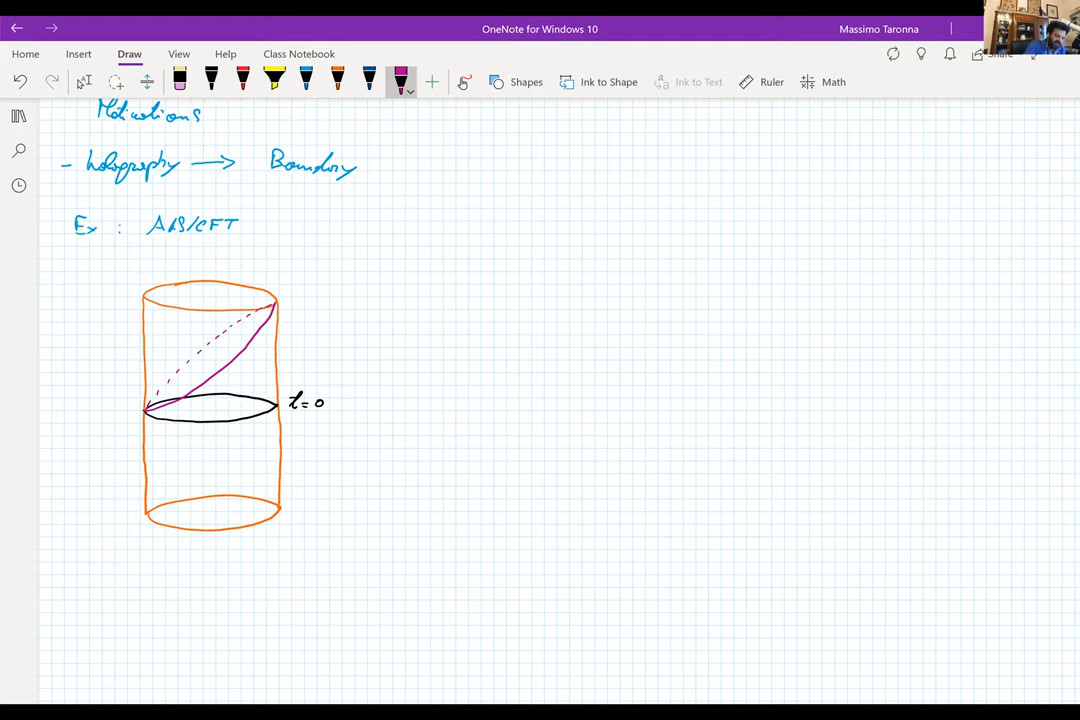 OneNote for Windows 10
Massimo Taronna
Home Insert Draw View Help Class Notebook
Share
Shapes Ink to Shape Ink to Text Ruler Math
Motivations
- holography → Boundary
Ex : AdS/CFT
t=0